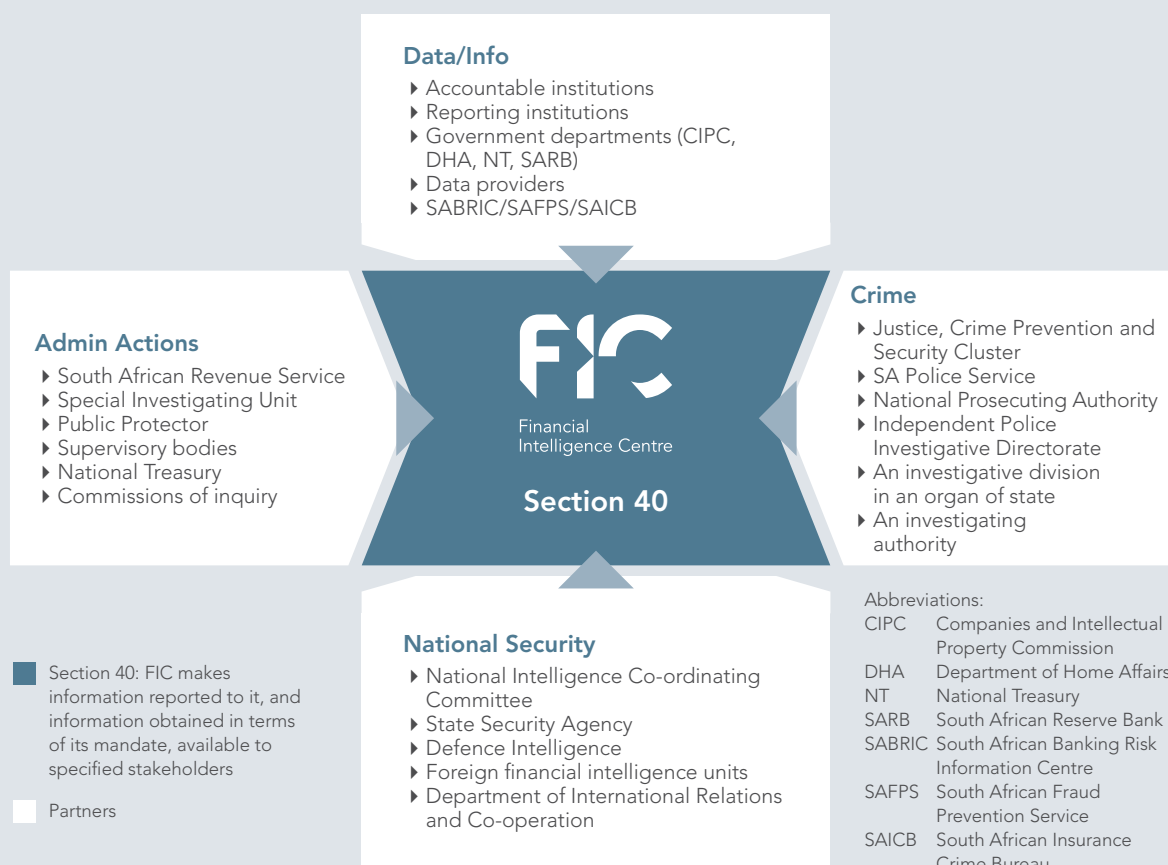 Data/Info
Accountable institutions
Reporting institutions
Government departments (CIPC,
DHA, NT, SARB)
Data providers
SABRIC/SAFPS/SAICB
Admin Actions
South African Revenue Service
Special Investigating Unit
Public Protector
Supervisory bodies
National Treasury
Commissions of inquiry
FIC
Financial
Intelligence Centre
Section 40
Crime
Justice, Crime Prevention and
Security Cluster
SA Police Service
National Prosecuting Authority
Independent Police
Investigative Directorate
An investigative division
in an organ of state
An investigating
authority
National Security
National Intelligence Co-ordinating
Committee
State Security Agency
Defence Intelligence
Foreign financial intelligence units
Department of International Relations
and Co-operation
Section 40: FIC makes
information reported to it, and
information obtained in terms
of its mandate, available to
specified stakeholders
Partners
Abbreviations:
CIPC Companies and Intellectual
Property Commission
DHA Department of Home Affairs
NT National Treasury
SARB South African Reserve Bank
SABRIC South African Banking Risk
Information Centre
SAFPS South African Fraud
Prevention Service
SAICB South African Insurance
Crime Bureau